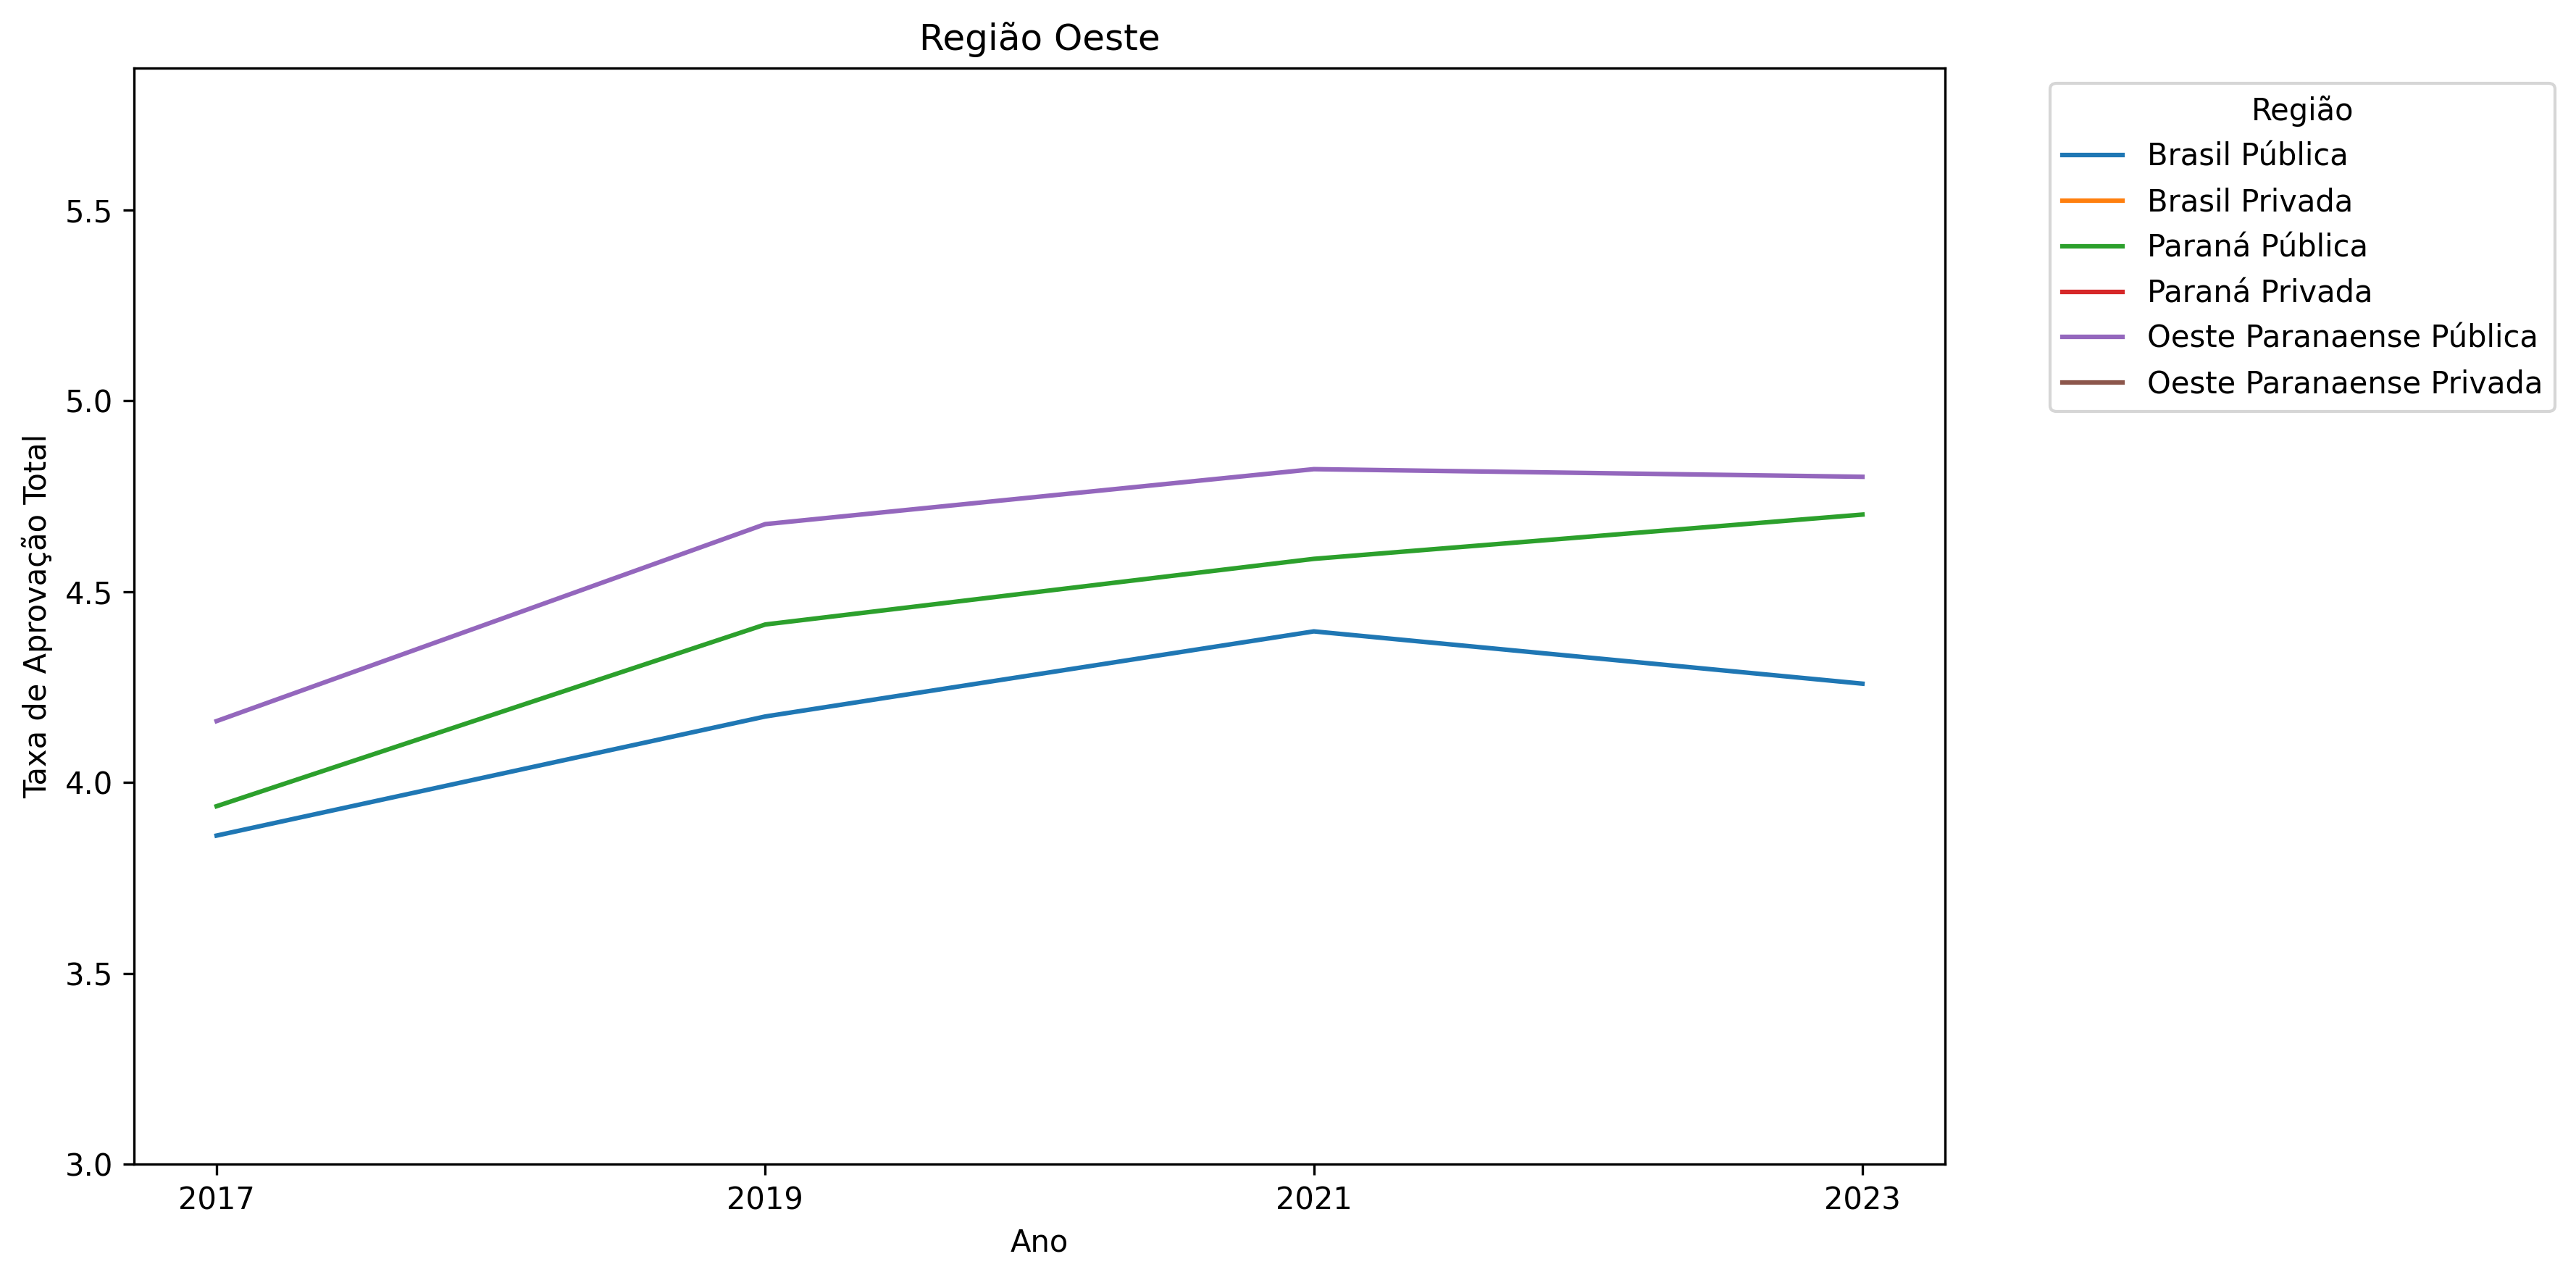 Região Oeste
Região
Brasil Pública
Brasil Privada
Paraná Pública
Paraná Privada
Oeste Paranaense Pública
Oeste Paranaense Privada
Taxa de Aprovação Total
5.5
5.0
4.5
4.0
3.5
3.0
2017 2019 2021 2023
Ano